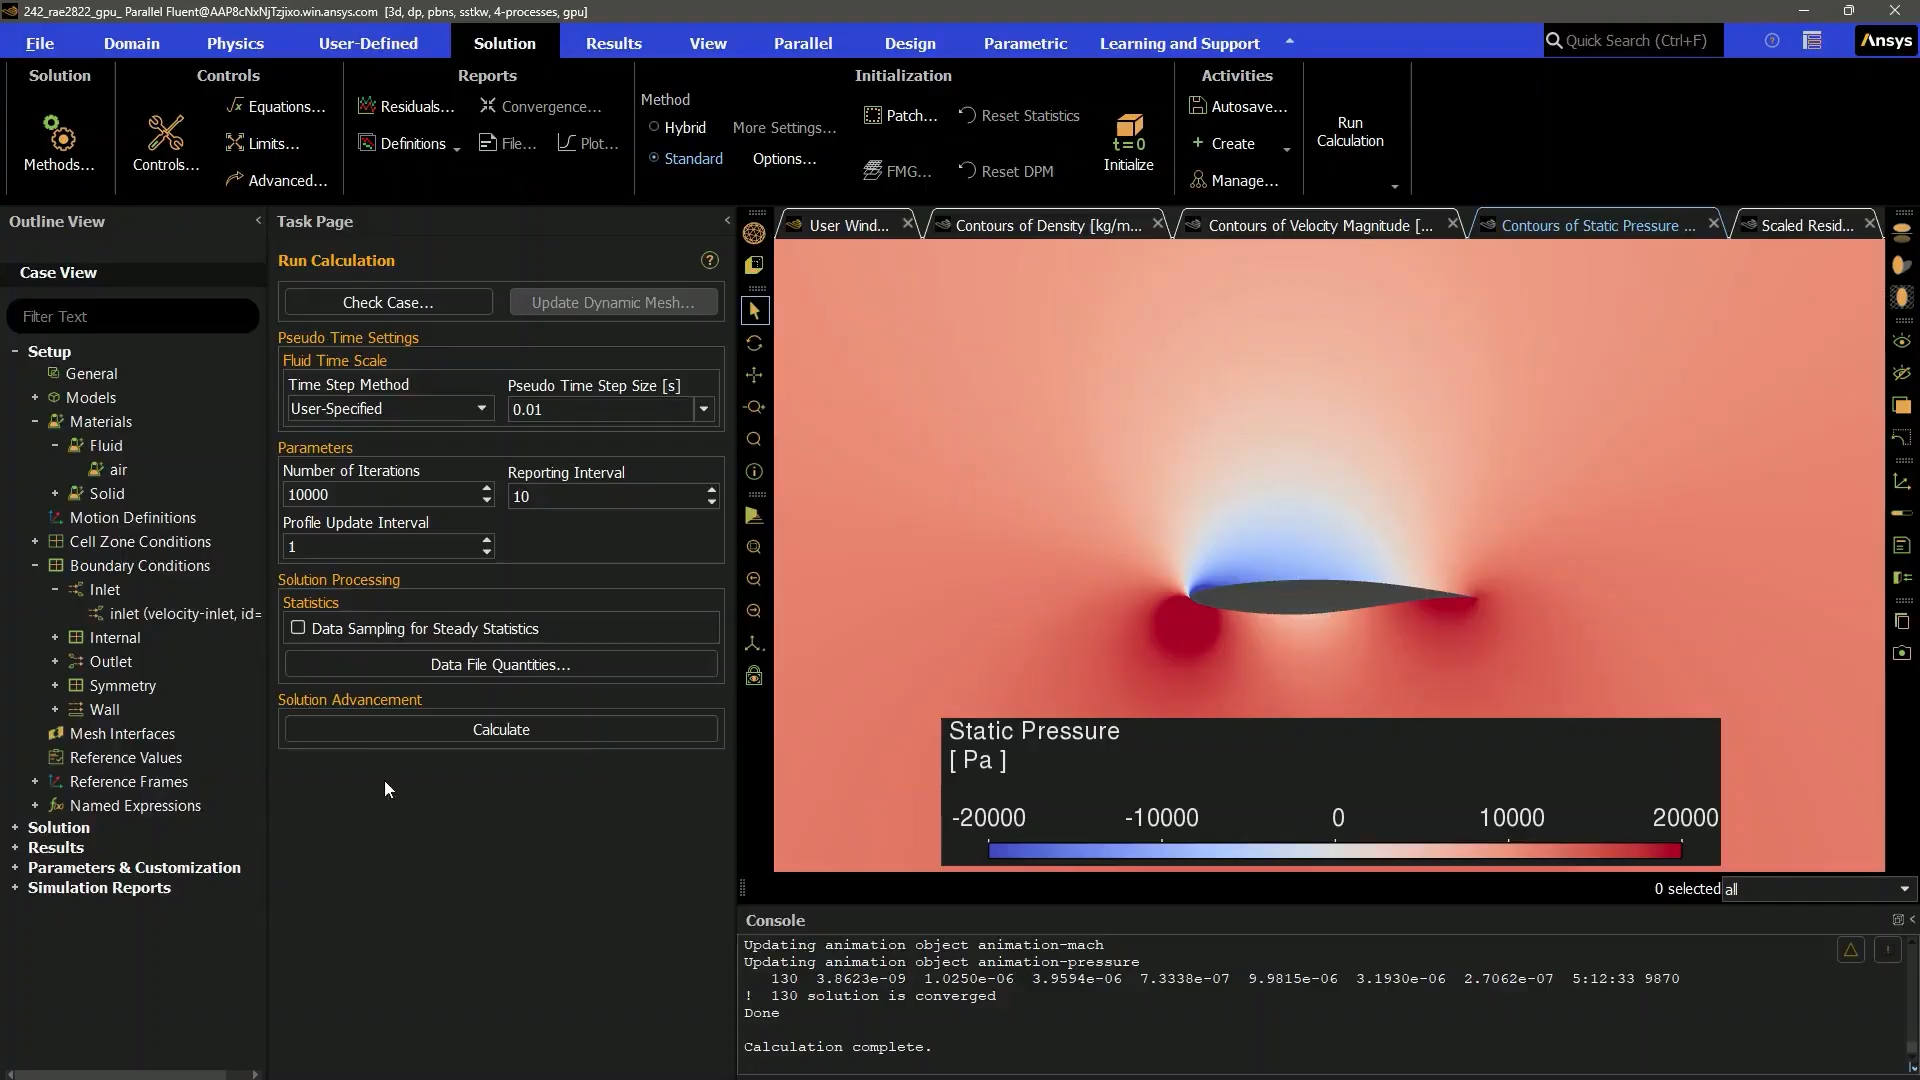 242_rae2822_gpu_ Parallel Fluent@AAP8cNxNjTzjixo.win.ansys.com [3d, dp, pbns, sstkw, 4-processes, gpu]
File Domain Physics User-Defined Solution Results View Parallel Design Parametric Learning and Support
Quick Search (Ctrl+F)
Ansys
Solution
Methods...
Controls
Controls...
Equations...
Limits...
Advanced...
Reports
Residuals...
Convergence...
Definitions
File...
Plot...
Initialization
Method
Hybrid
More Settings...
Standard
Options...
Patch...
Reset Statistics
FMG...
Reset DPM
t=0
Initialize
Activities
Autosave...
Create
Manage...
Run
Calculation
Outline View
Case View
Filter Text
Setup
General
Models
Materials
Fluid
air
Solid
Motion Definitions
Cell Zone Conditions
Boundary Conditions
Inlet
inlet (velocity-inlet, id=
Internal
Outlet
Symmetry
Wall
Mesh Interfaces
Reference Values
Reference Frames
Named Expressions
Solution
Results
Parameters & Customization
Simulation Reports
Task Page
Run Calculation
Check Case...
Update Dynamic Mesh...
Pseudo Time Settings
Fluid Time Scale
Time Step Method
Pseudo Time Step Size [s]
User-Specified
0.01
Parameters
Number of Iterations
Reporting Interval
10000
10
Profile Update Interval
1
Solution Processing
Statistics
Data Sampling for Steady Statistics
Data File Quantities...
Solution Advancement
Calculate
User Wind...
Contours of Density [kg/m...
Contours of Velocity Magnitude [...
Contours of Static Pressure ...
Scaled Resid...
Static Pressure
[ Pa ]
-20000 -10000 0 10000 20000
0 selected all
Console
Updating animation object animation-mach
Updating animation object animation-pressure
130 3.8623e-09 1.0250e-06 3.9594e-06 7.3338e-07 9.9815e-06 3.1930e-06 2.7062e-07 5:12:33 9870
! 130 solution is converged
Done
Calculation complete.